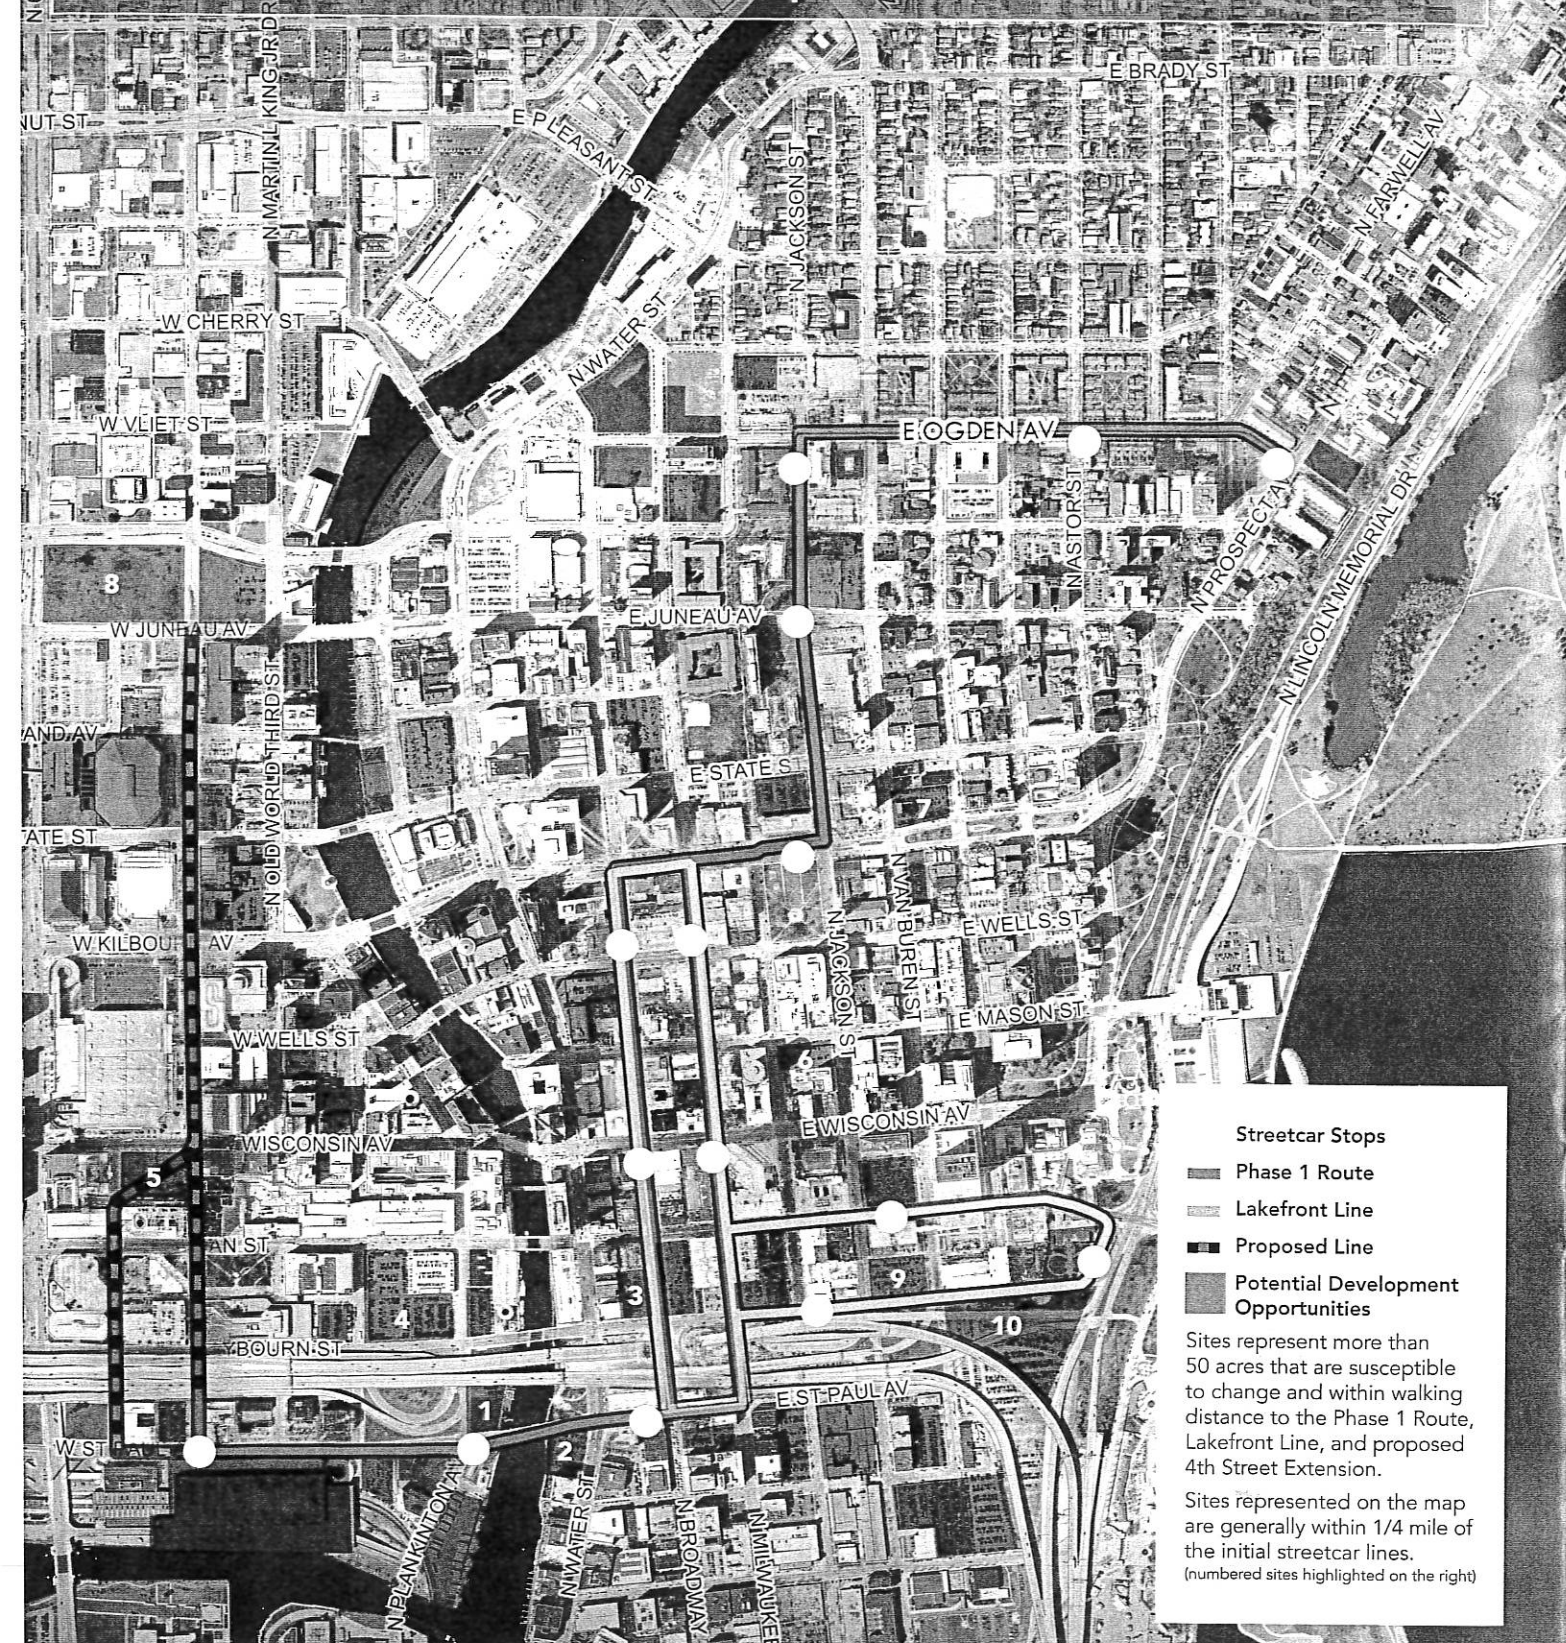 E BRADY ST
N MARTIN L KING JR DR
NUT ST
E PLEASANT ST
N JACKSON ST
N FARWELL AV
W CHERRY ST
N WATER ST
W VLIET ST
E OGDEN AV
N ASTOR ST
N PROSPECT A
N LINCOLN MEMORIAL DRIVE
8
W JUNEAU AV
E JUNEAU AV
N OLD WORLD THIRD ST
AND AV
E STATE S
7
ATE ST
W KILBOU AV
N JACKSON ST
N VAN BUREN ST
E WELLS ST
W WELLS ST
E MASON ST
6
WISCONSIN AV
E WISCONSIN AV
5
AN ST
9
3
4
10
YBOURN ST
E ST PAUL AV
1
2
W ST PAUL
N PLANKINTON AV
N WATER ST
N BROADWAY
N MILWAUKEE
Streetcar Stops
Phase 1 Route
Lakefront Line
Proposed Line
Potential Development
Opportunities
Sites represent more than
50 acres that are susceptible
to change and within walking
distance to the Phase 1 Route,
Lakefront Line, and proposed
4th Street Extension.
Sites represented on the map
are generally within 1/4 mile of
the initial streetcar lines.
(numbered sites highlighted on the right)